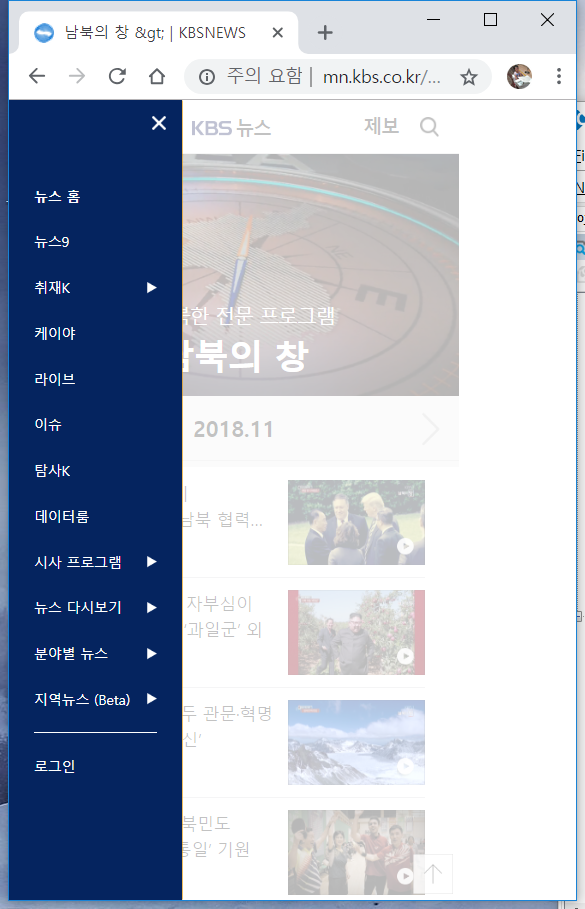 남북의 창 &gt; | KBSNEWS
주의 요함 | mn.kbs.co.kr/...
KBS 뉴스
제보
뉴스 홈
뉴스9
취재K
케이야
라이브
이슈
탐사K
데이터룸
시사 프로그램
뉴스 다시보기
분야별 뉴스
지역뉴스 (Beta)
로그인
전문 프로그램
남북의 창
2018.11
남북 협력...
자부심이
'과일군' 외
두 관문·혁명
신'
북민도
통일' 기원